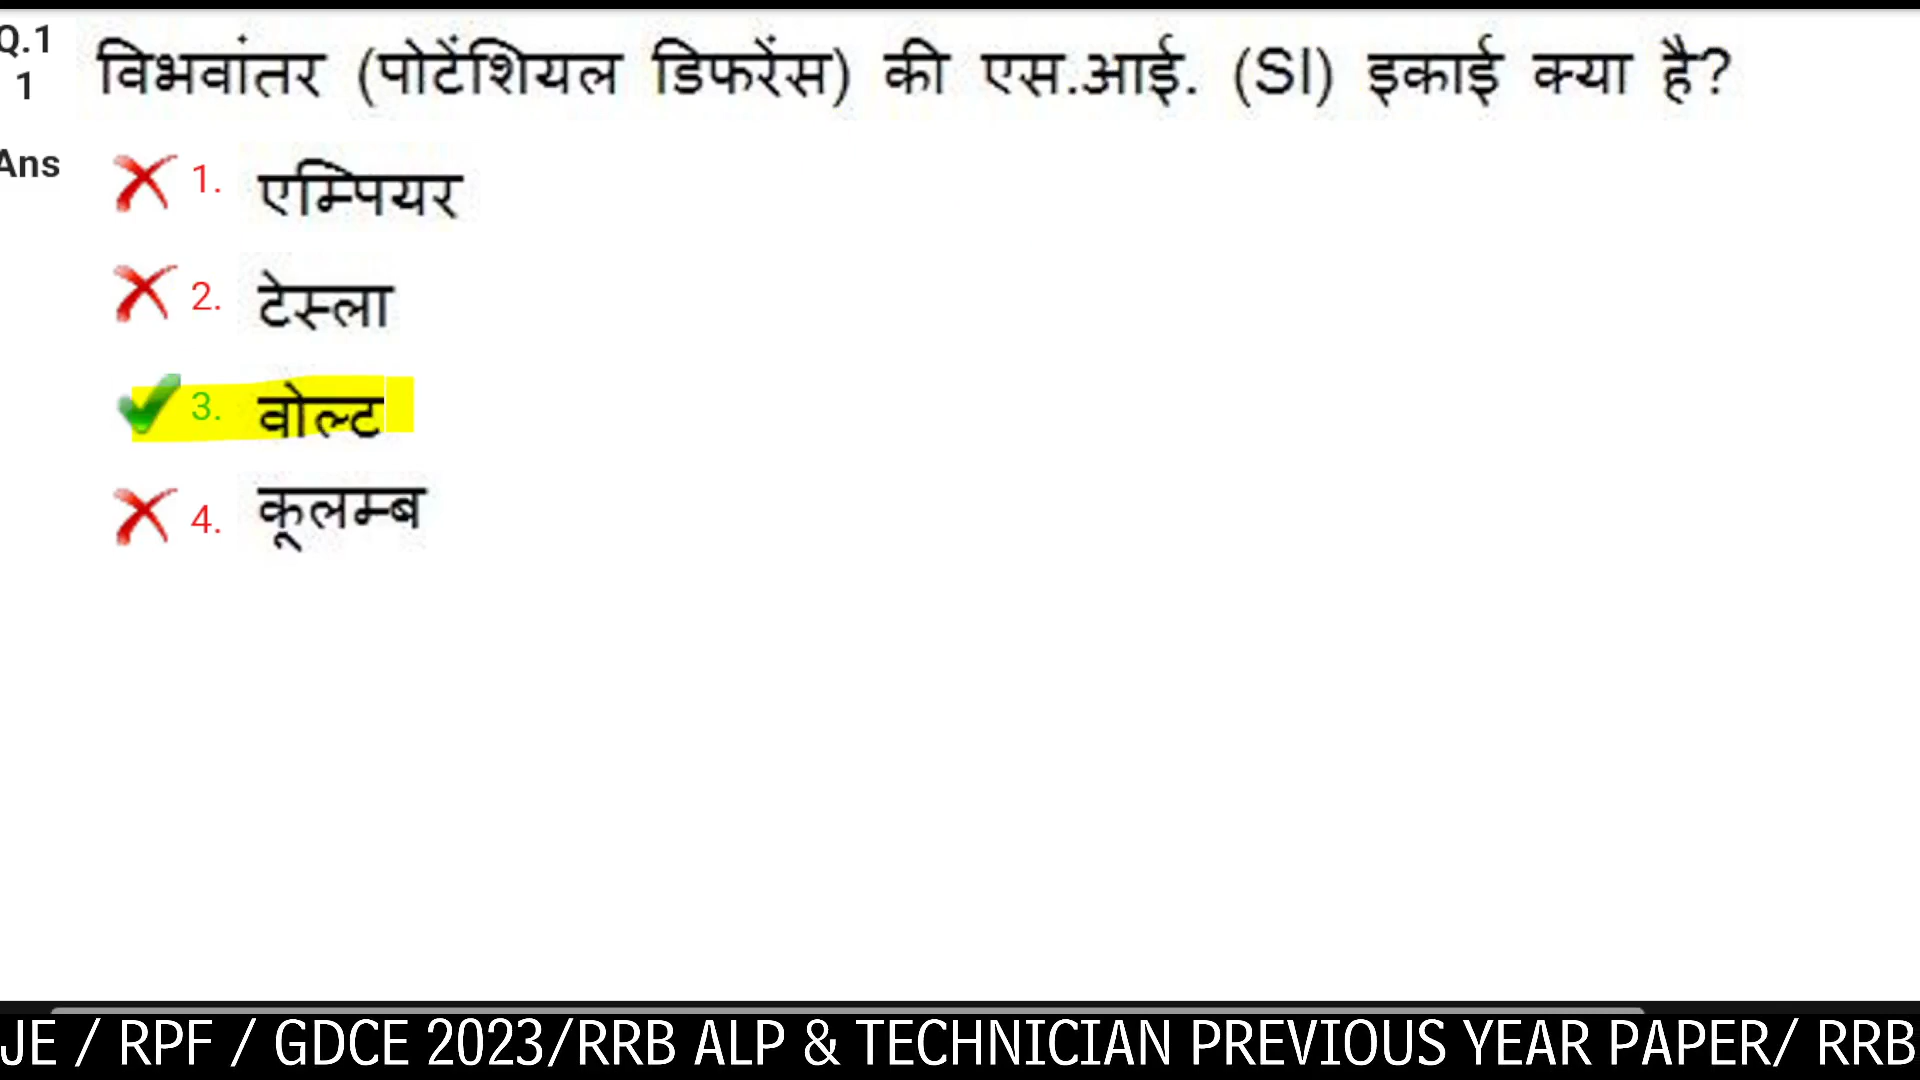 Q.1
1
विभवांतर (पोटेंशियल डिफरेंस) की एस.आई. (SI) इकाई क्या है?
Ans
1. एम्पियर
2. टेस्ला
3. वोल्ट
4. कूलम्ब
JE / RPF / GDCE 2023/RRB ALP & TECHNICIAN PREVIOUS YEAR PAPER/ RRB